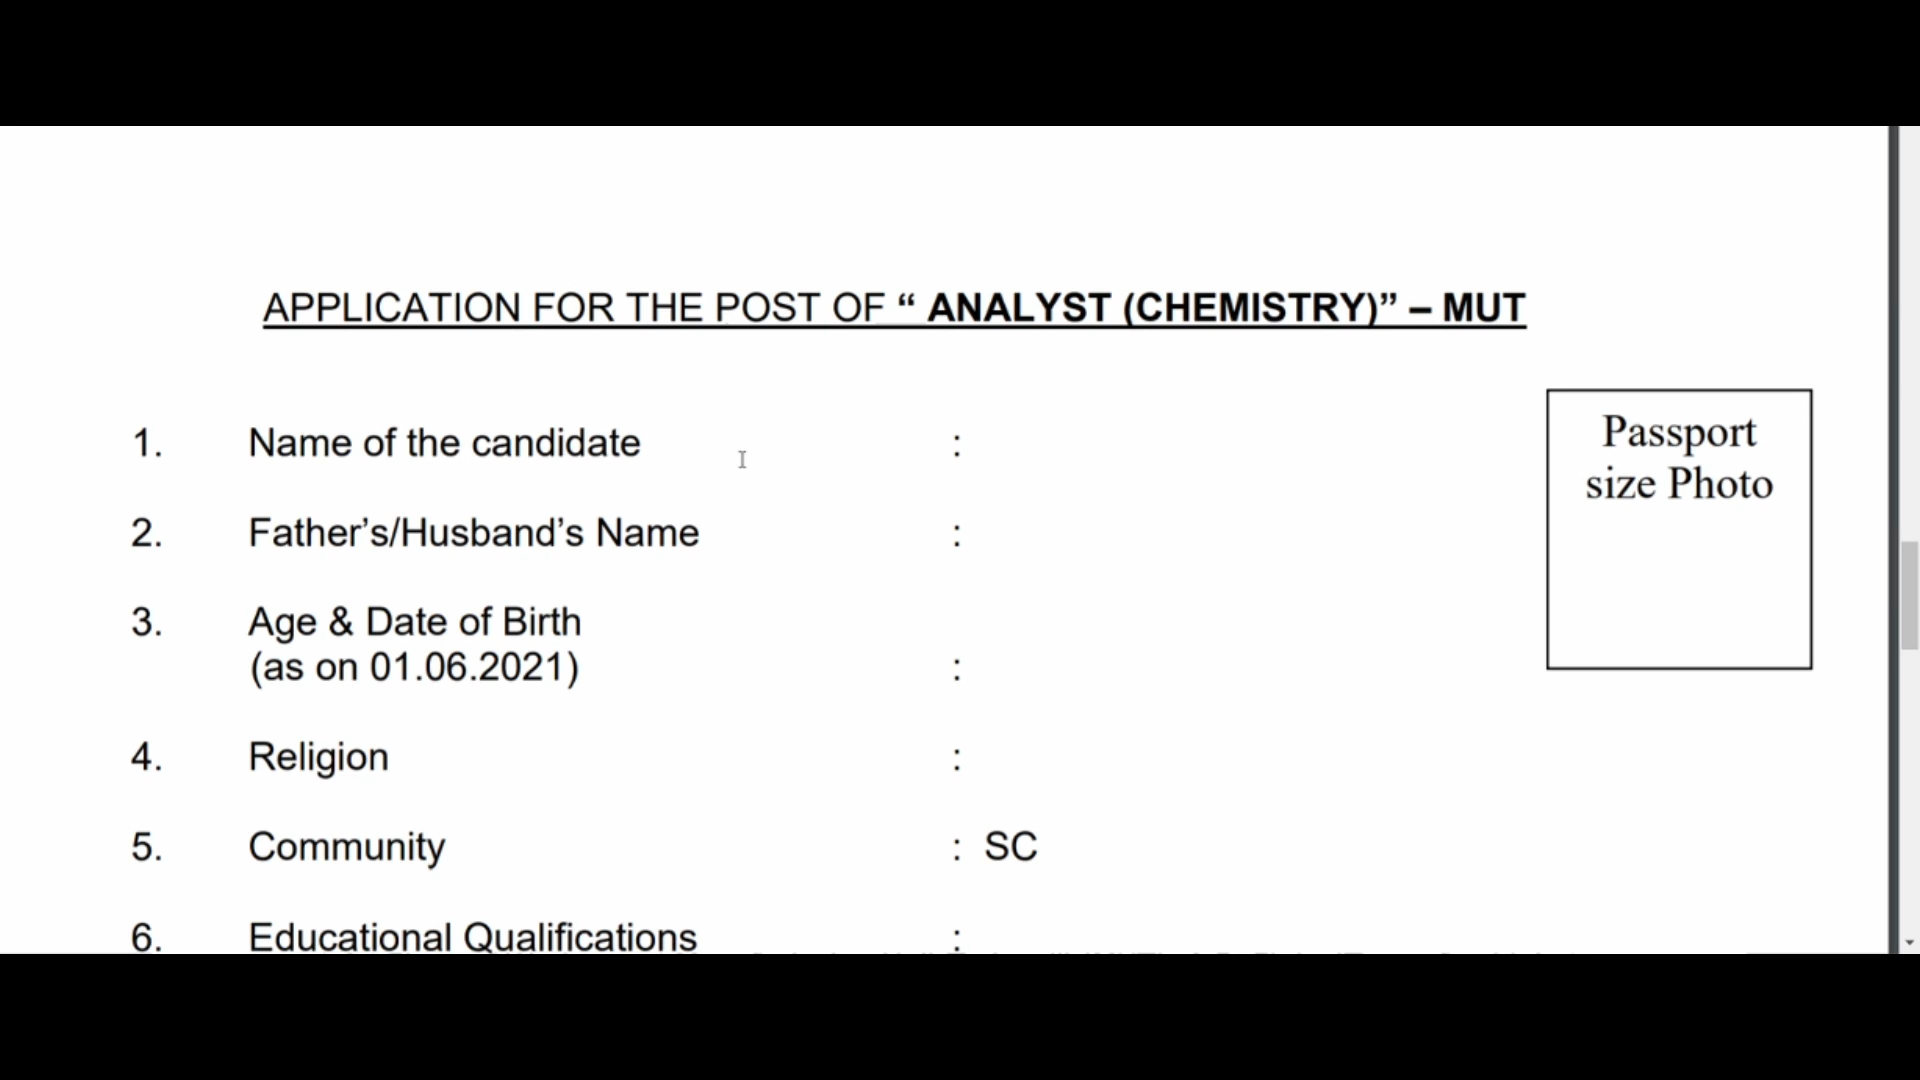 APPLICATION FOR THE POST OF “ ANALYST (CHEMISTRY)” – MUT
Passport
size Photo
1. Name of the candidate :
2. Father’s/Husband’s Name :
3. Age & Date of Birth
(as on 01.06.2021) :
4. Religion :
5. Community : SC
6. Educational Qualifications :